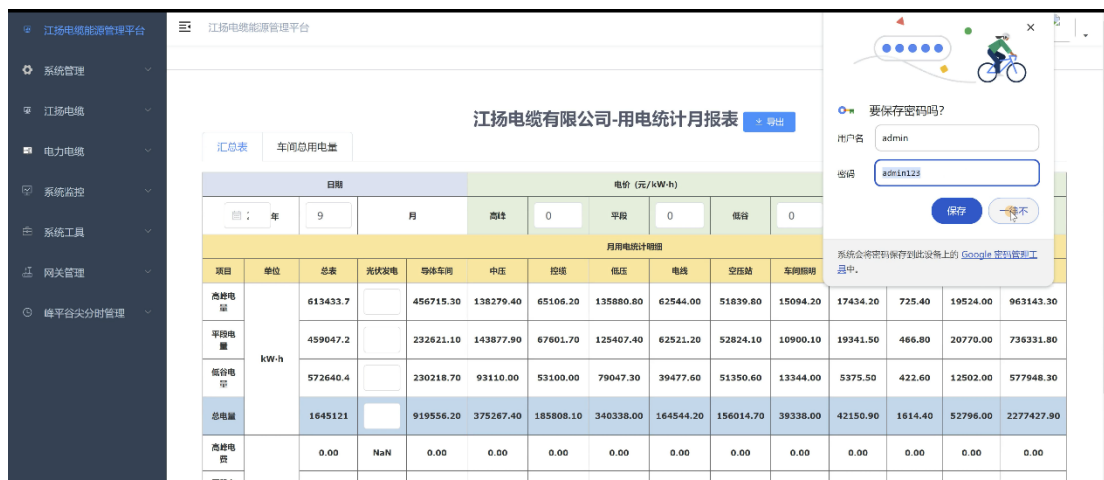 江扬电缆能源管理平台
系统管理
江扬电缆
电力电缆
系统监控
系统工具
网关管理
峰平谷尖分时管理
江扬电缆能源管理平台
江扬电缆有限公司-用电统计月报表 导出
汇总表 车间总用电量
日期 电价（元/kW·h）
年 9 月 高峰 0 平段 0 低谷 0
月用电统计明细
项目 单位 总表 光伏发电 导体车间 中压 控缆 低压 电线 空压站 车间照明
高峰电量 613433.7 456715.30 138279.40 65106.20 135880.80 62544.00 51839.80 15094.20 17434.20 725.40 19524.00 963143.30
平段电量 459047.2 232621.10 143877.90 67601.70 125407.40 62521.20 52824.10 10900.10 19341.50 466.80 20770.00 736331.80
kW·h
低谷电量 572640.4 230218.70 93110.00 53100.00 79047.30 39477.60 51350.60 13344.00 5375.50 422.60 12502.00 577948.30
总电量 1645121 919556.20 375267.40 185808.10 340338.00 164544.20 156014.70 39338.00 42150.90 1614.40 52796.00 2277427.90
高峰电费 0.00 NaN 0.00 0.00 0.00 0.00 0.00 0.00 0.00 0.00 0.00 0.00 0.00
要保存密码吗?
用户名 admin
密码 admin123
保存 一律不
系统会将密码保存到此设备上的 Google 密码管理工
具中。